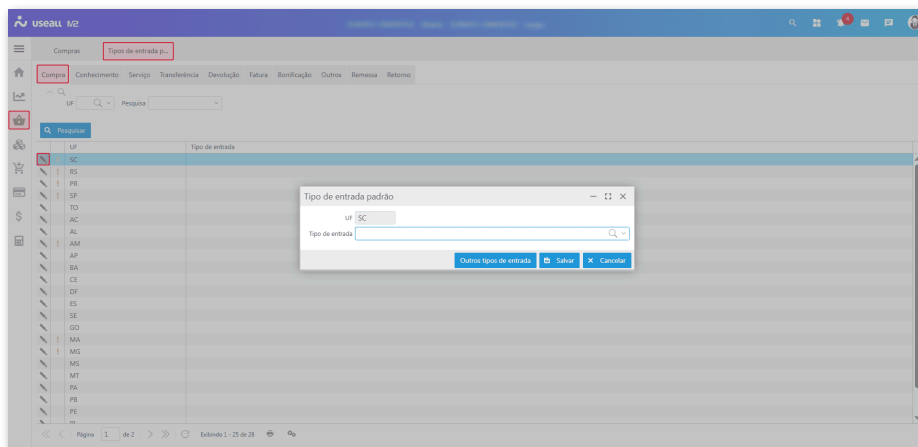 useall M2
4
Compras Tipos de entrada p...
Compra Conhecimento Serviço Transferência Devolução Fatura Bonificação Outros Remessa Retorno
UF Pesquisa
Pesquisar
UF Tipo de entrada
SC
! RS
! PR
! SP
TO
AC
AL
! AM
AP
BA
CE
DF
ES
SE
GO
! MA
! MG
MS
MT
PA
PB
PE
Tipo de entrada padrão
UF SC
Tipo de entrada
Outros tipos de entrada Salvar Cancelar
Página 1 de 2 Exibindo 1 - 25 de 28